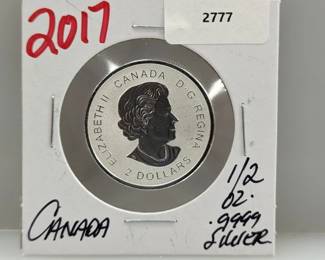 2017
2777
ELIZABETH II CANADA D·G·REGINA
2 DOLLARS
CANADA
1/2
OZ.
.9999
SILVER